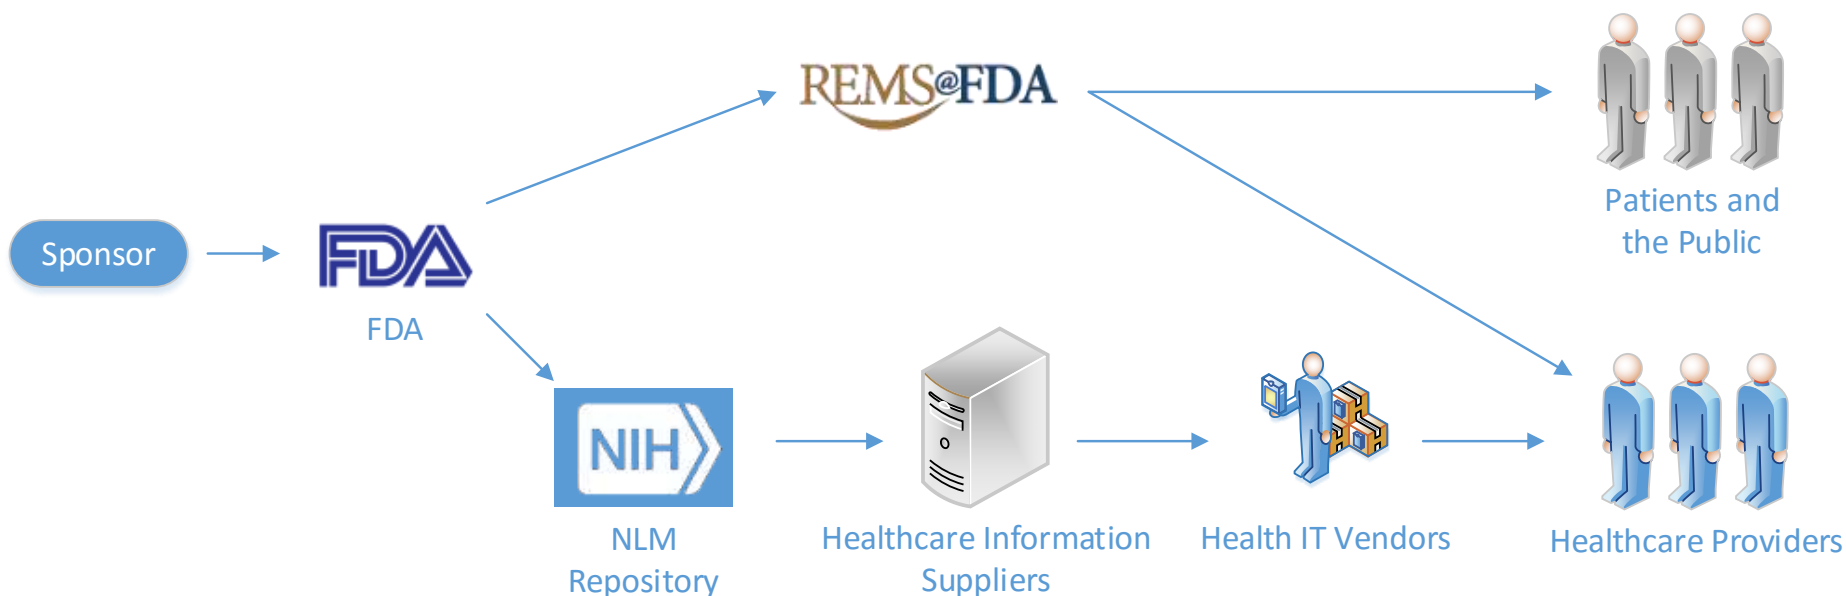 REMS@FDA
Patients and
the Public
Sponsor
FDA
FDA
NIH
NLM
Repository
Healthcare Information
Suppliers
Health IT Vendors
Healthcare Providers